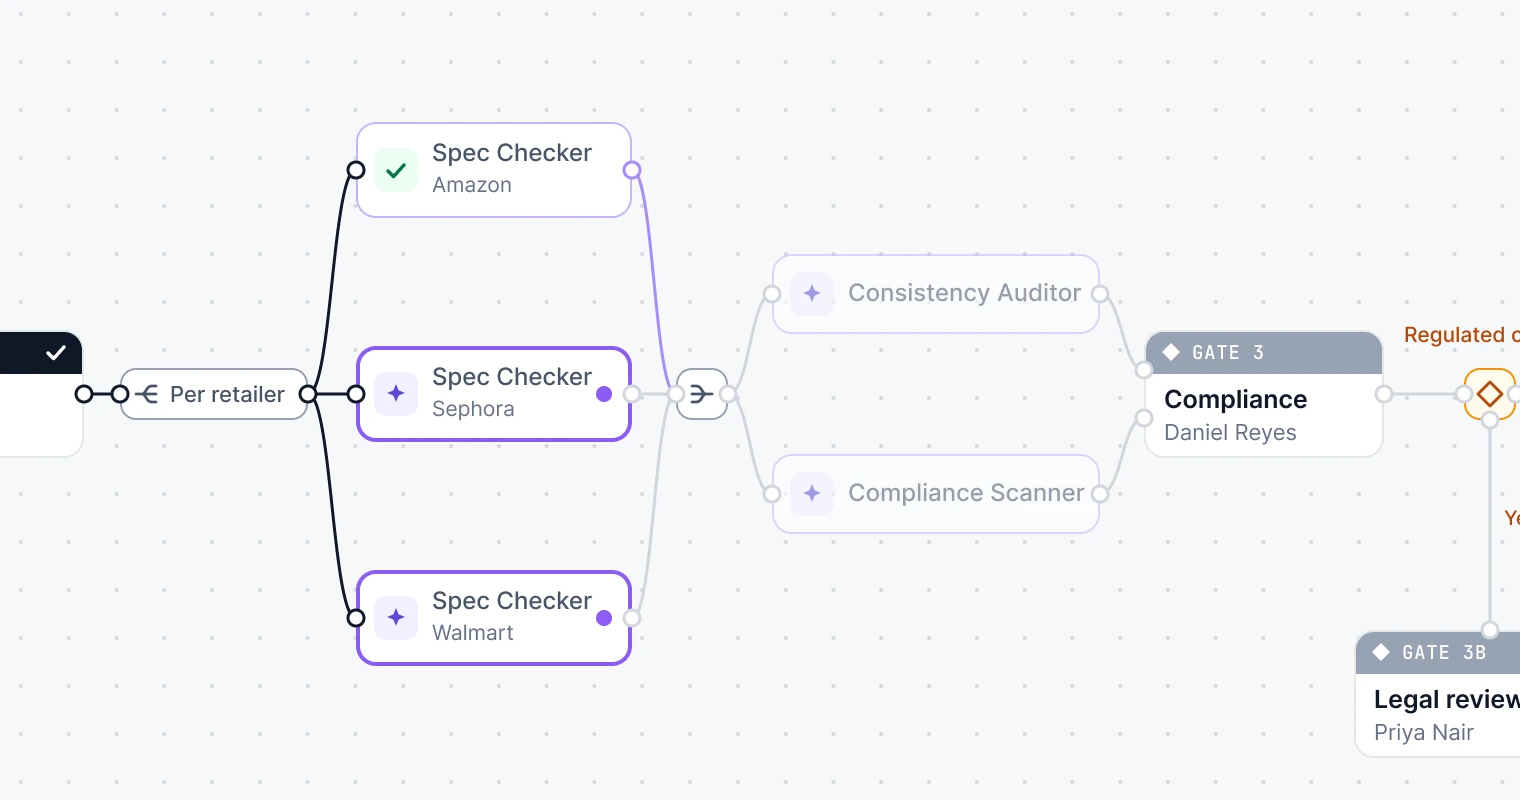 Spec Checker
Amazon
Per retailer
Spec Checker
Sephora
Spec Checker
Walmart
Consistency Auditor
Compliance Scanner
GATE 3
Compliance
Daniel Reyes
Regulated
GATE 3B
Legal review
Priya Nair